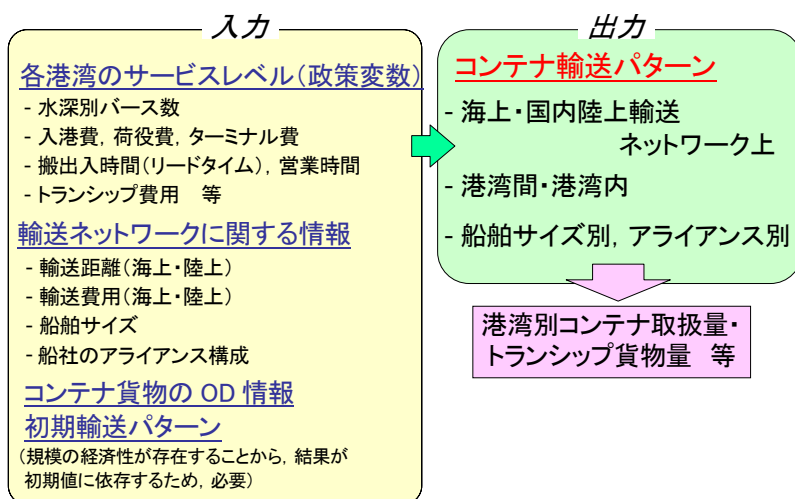 入力
各港湾のサービスレベル(政策変数)
- 水深別バース数
- 入港費, 荷役費, ターミナル費
- 搬出入時間(リードタイム), 営業時間
- トランシップ費用 等
輸送ネットワークに関する情報
- 輸送距離(海上・陸上)
- 輸送費用(海上・陸上)
- 船舶サイズ
- 船社のアライアンス構成
コンテナ貨物の OD 情報
初期輸送パターン
(規模の経済性が存在することから, 結果が
初期値に依存するため, 必要)
出力
コンテナ輸送パターン
- 海上・国内陸上輸送
ネットワーク上
- 港湾間・港湾内
- 船舶サイズ別, アライアンス別
港湾別コンテナ取扱量・
トランシップ貨物量 等